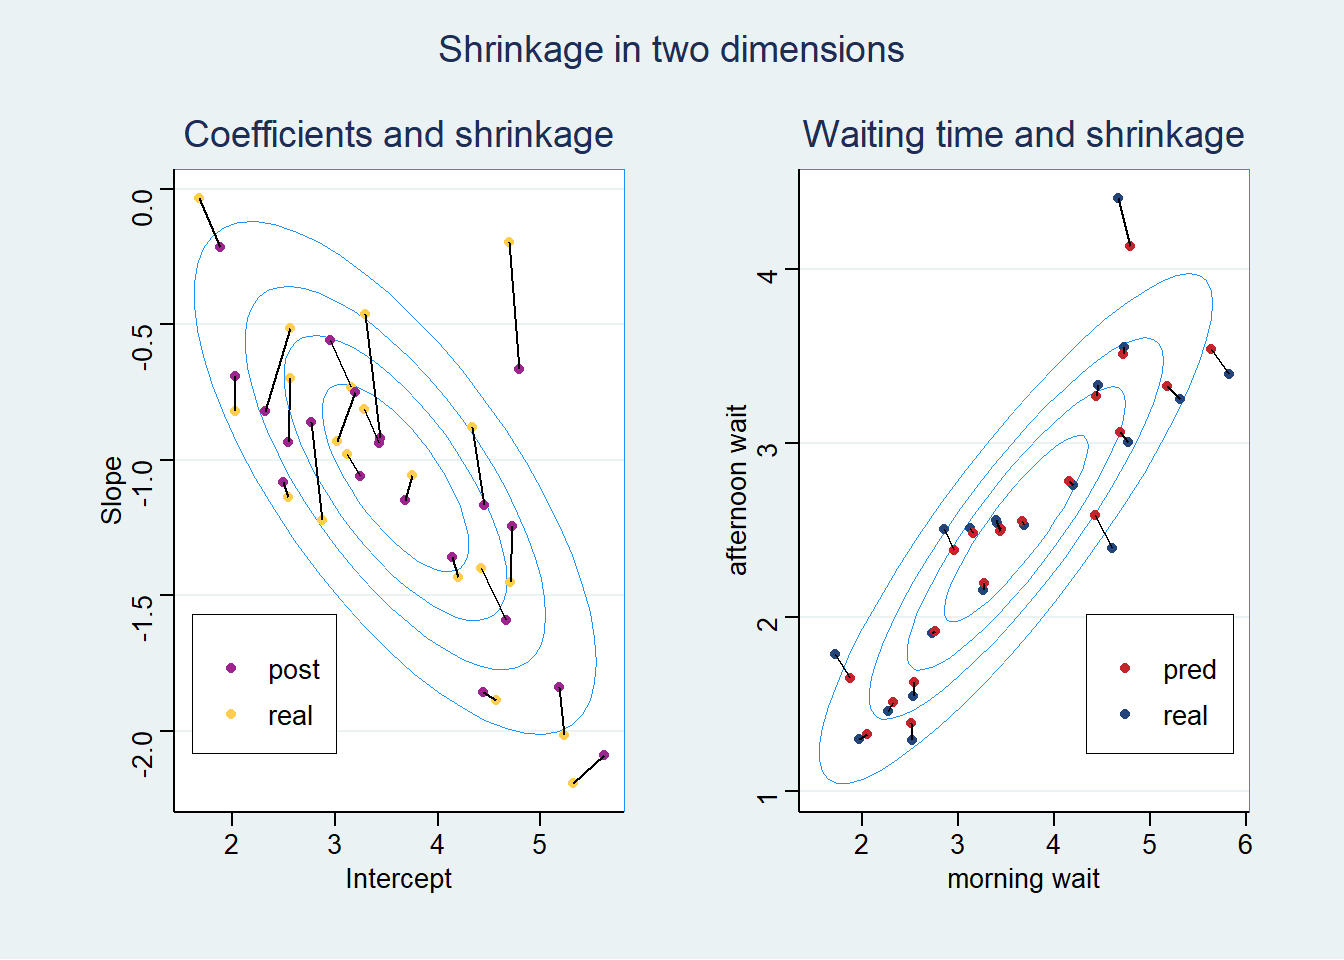 Shrinkage in two dimensions
Coefficients and shrinkage
Slope
0.0
-0.5
-1.0
-1.5
-2.0
post
real
2 3 4 5
Intercept
Waiting time and shrinkage
afternoon wait
4
3
2
1
pred
real
2 3 4 5 6
morning wait